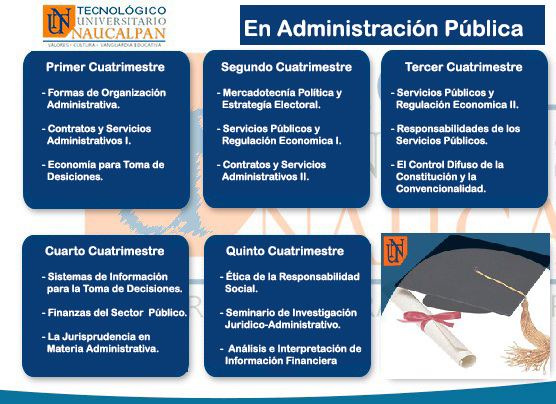 TECNOLÓGICO
UNIVERSITARIO
NAUCALPAN
VALORES • CULTURA • VANGUARDIA EDUCATIVA
En Administración Pública
Primer Cuatrimestre
- Formas de Organización
Administrativa.
- Contratos y Servicios
Administrativos I.
- Economía para Toma de
Desiciones.
Segundo Cuatrimestre
- Mercadotecnía Política y
Estrategía Electoral.
- Servicios Públicos y
Regulación Economica I.
- Contratos y Servicios
Administrativos II.
Tercer Cuatrimestre
- Servicios Públicos y
Regulación Economica II.
- Responsabilidades de los
Servicios Públicos.
- El Control Difuso de la
Constitución y la
Convencionalidad.
Cuarto Cuatrimestre
- Sistemas de Información
para la Toma de Decisiones.
- Finanzas del Sector Público.
- La Jurisprudencia en
Materia Administrativa.
Quinto Cuatrimestre
- Ética de la Responsabilidad
Social.
- Seminario de Investigación
Jurídico-Administrativo.
- Análisis e Interpretación de
Información Financiera